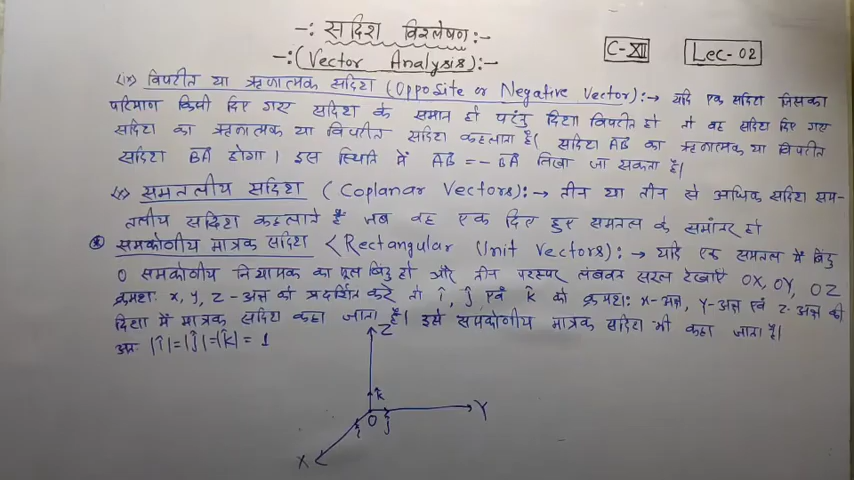 -: सदिश विश्लेषण:-
-:(Vector Analysis):-
C-XII
Lec-02
(ix) विपरीत या ऋणात्मक सदिश (Opposite or Negative Vector):→ यदि एक सदिश जिसका
परिमाण किसी दिए गए सदिश के समान हो परंतु दिशा विपरीत हो तो वह सदिश दिए गए
सदिश का ऋणात्मक या विपरीत सदिश कहलाता है। सदिश AB का ऋणात्मक या विपरीत
सदिश BA होगा। इस स्थिति में AB = - BA लिखा जा सकता है।
(x) समतलीय सदिश (Coplanar Vectors):→ तीन या तीन से अधिक सदिश सम-
तलीय सदिश कहलाते हैं जब वह एक दिए हुए समतल के समांतर हो
समकोणीय मात्रक सदिश (Rectangular Unit Vectors):→ यदि एक समतल में बिंदु
O समकोणीय नियामक का मूल बिंदु हो और तीन परस्पर लंबवत सरल रेखाएँ OX, OY, OZ
क्रमशः x, y, z-अक्ष को प्रदर्शित करे तो î, ĵ एवं k̂ को क्रमशः x-अक्ष, Y-अक्ष एवं z-अक्ष की
दिशा में मात्रक सदिश कहा जाता है। इसे समकोणीय मात्रक सदिश भी कहा जाता है।
अतः |î|=|ĵ|=|k̂| = 1
Z
k̂
O
Y
X